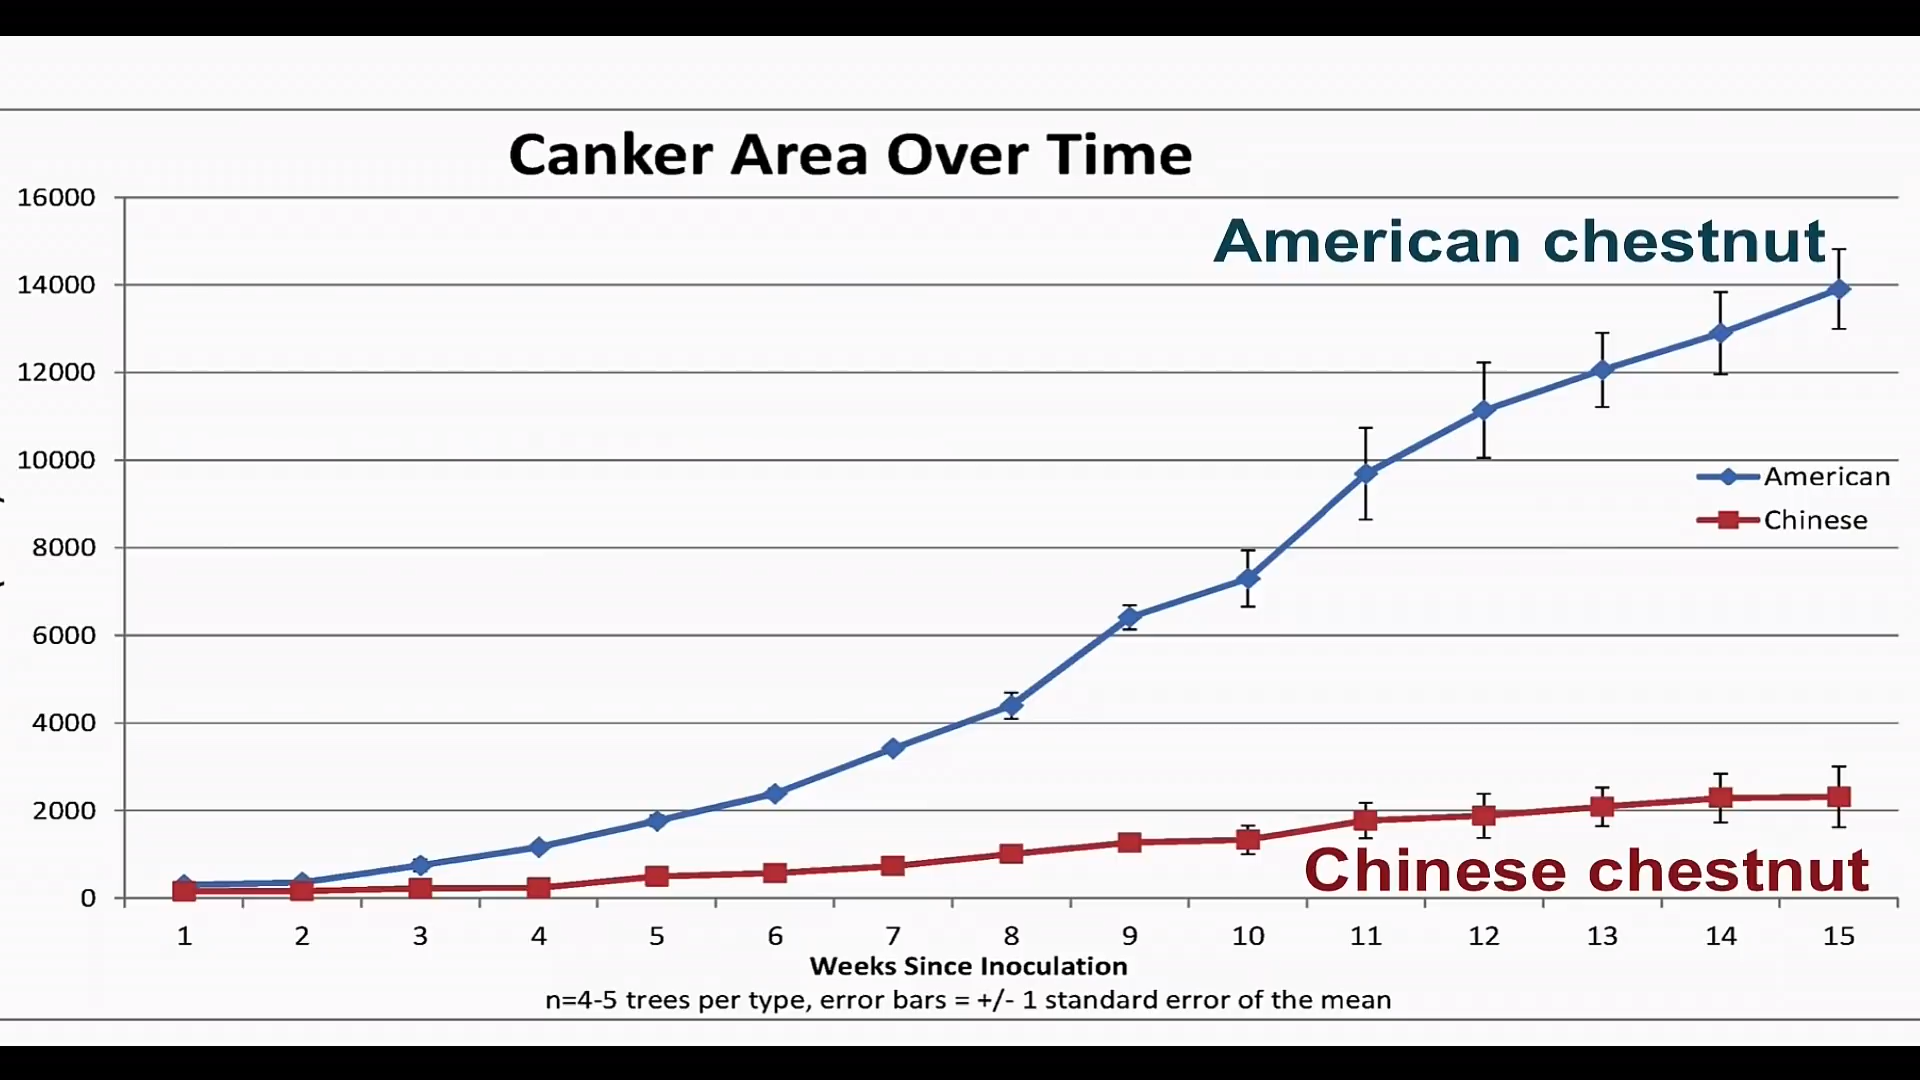 Canker Area Over Time
16000
American chestnut
14000
12000
10000
American
Chinese
8000
6000
4000
2000
Chinese chestnut
0
1 2 3 4 5 6 7 8 9 10 11 12 13 14 15
Weeks Since Inoculation
n=4-5 trees per type, error bars = +/- 1 standard error of the mean